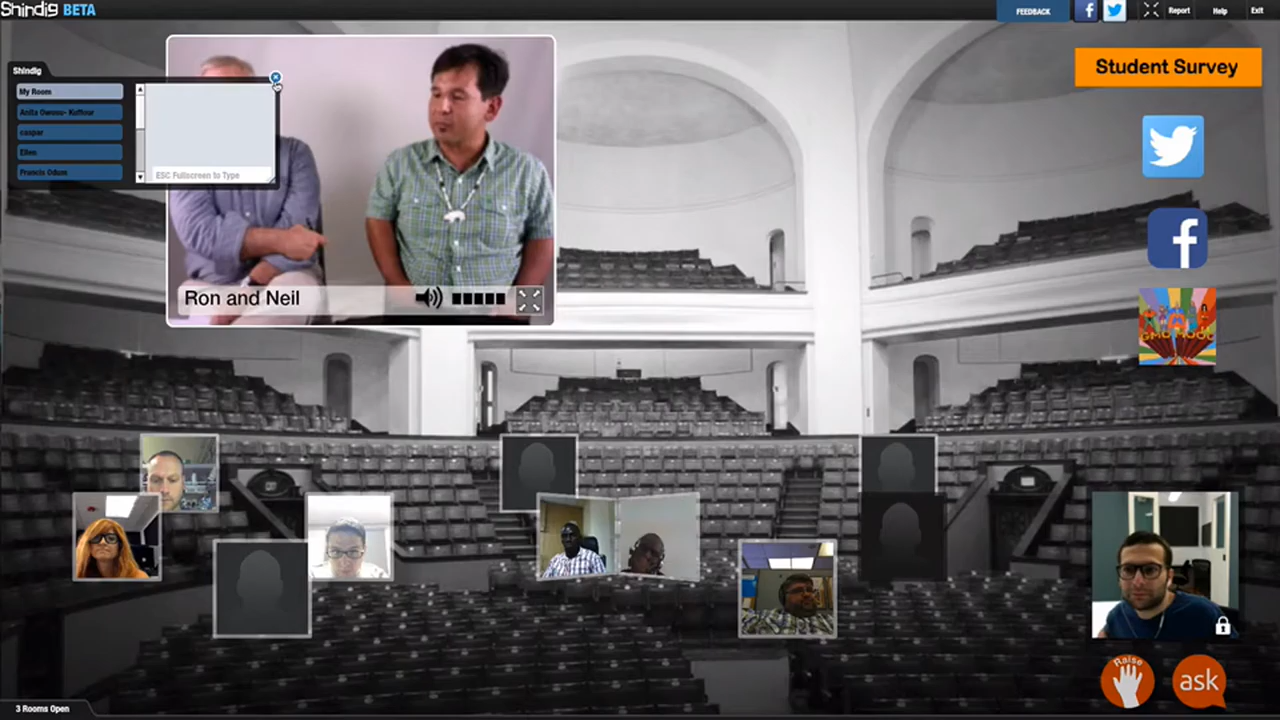 Shindig BETA
FEEDBACK
Report
Help
Exit
Student Survey
Shindig
My Room
Anita Owusu- Kuffour
caspar
Ellen
Francis Odum
ESC Fullscreen to Type
Ron and Neil
Raise
ask
3 Rooms Open